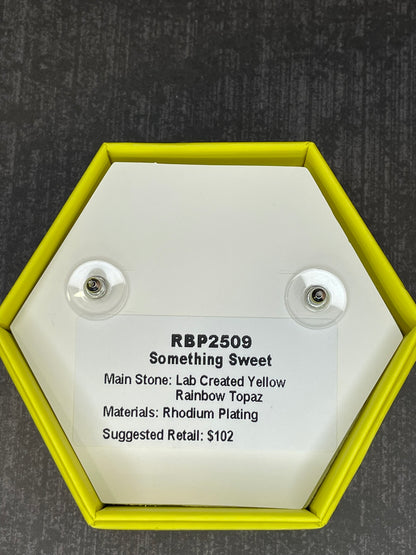 RBP2509
Something Sweet
Main Stone: Lab Created Yellow
Rainbow Topaz
Materials: Rhodium Plating
Suggested Retail: $102